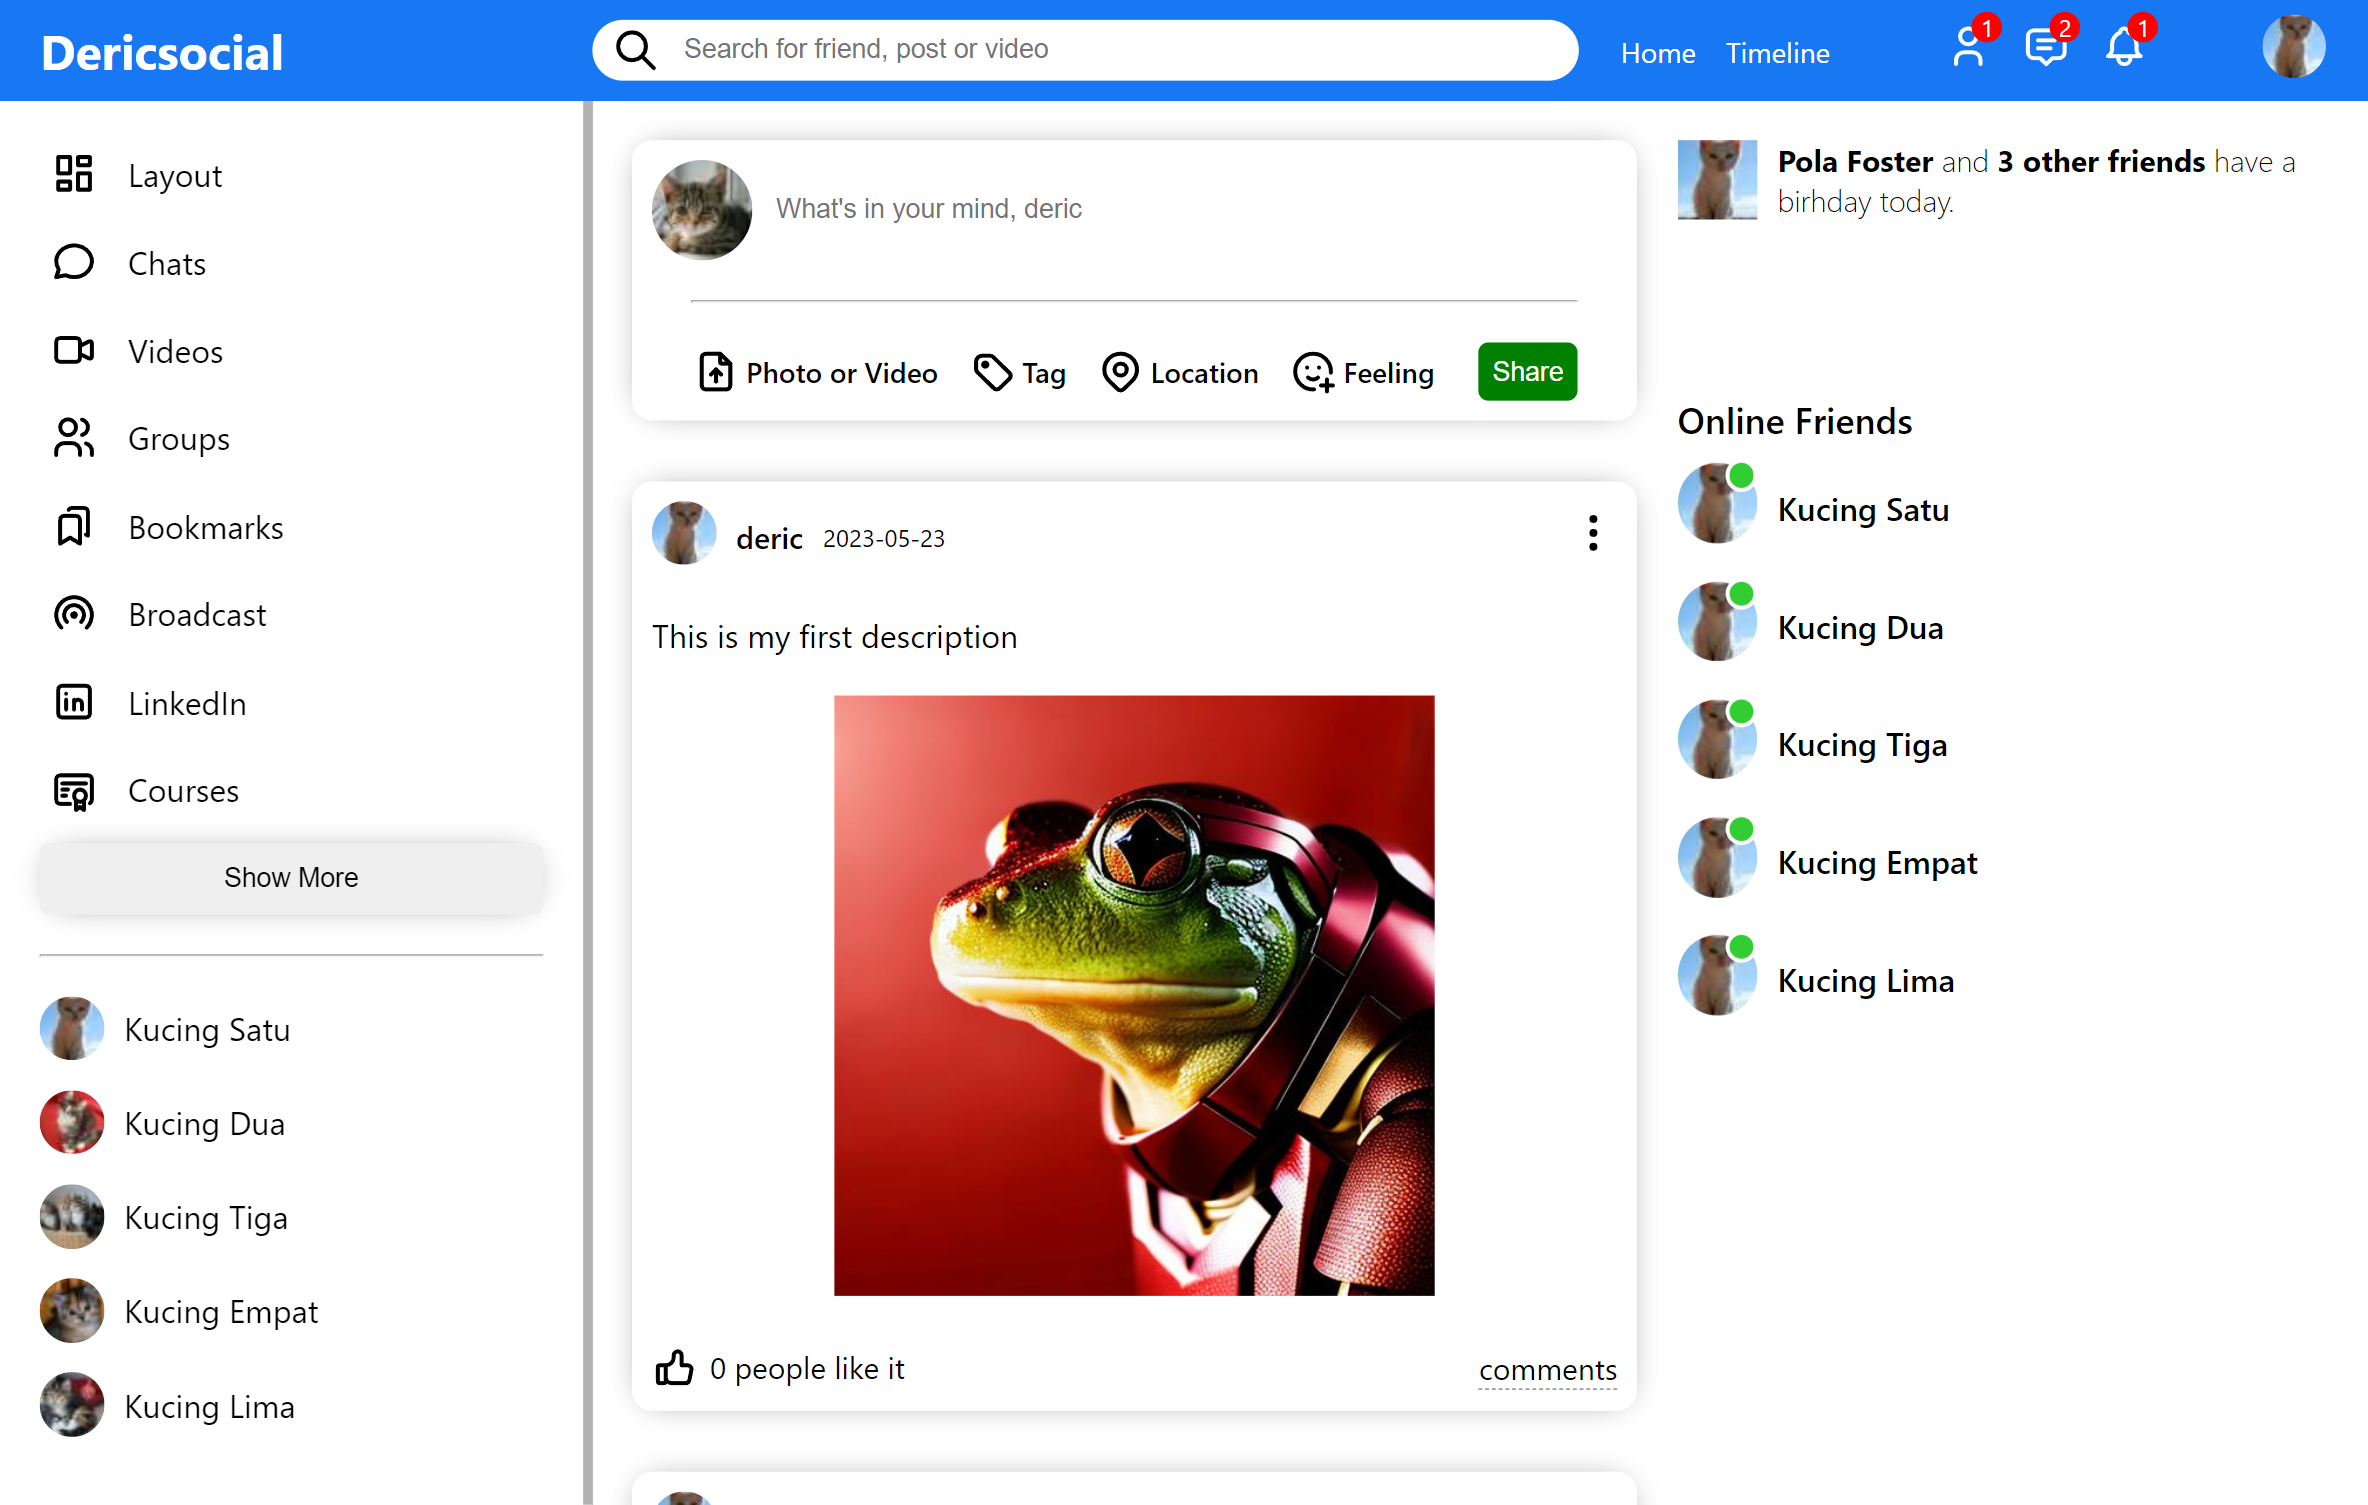 Dericsocial
Search for friend, post or video
Home
Timeline
1
2
1
Layout
Chats
Videos
Groups
Bookmarks
Broadcast
LinkedIn
Courses
Show More
Kucing Satu
Kucing Dua
Kucing Tiga
Kucing Empat
Kucing Lima
What's in your mind, deric
Photo or Video
Tag
Location
Feeling
Share
deric 2023-05-23
This is my first description
0 people like it
comments
Pola Foster and 3 other friends have a
birhday today.
Online Friends
Kucing Satu
Kucing Dua
Kucing Tiga
Kucing Empat
Kucing Lima